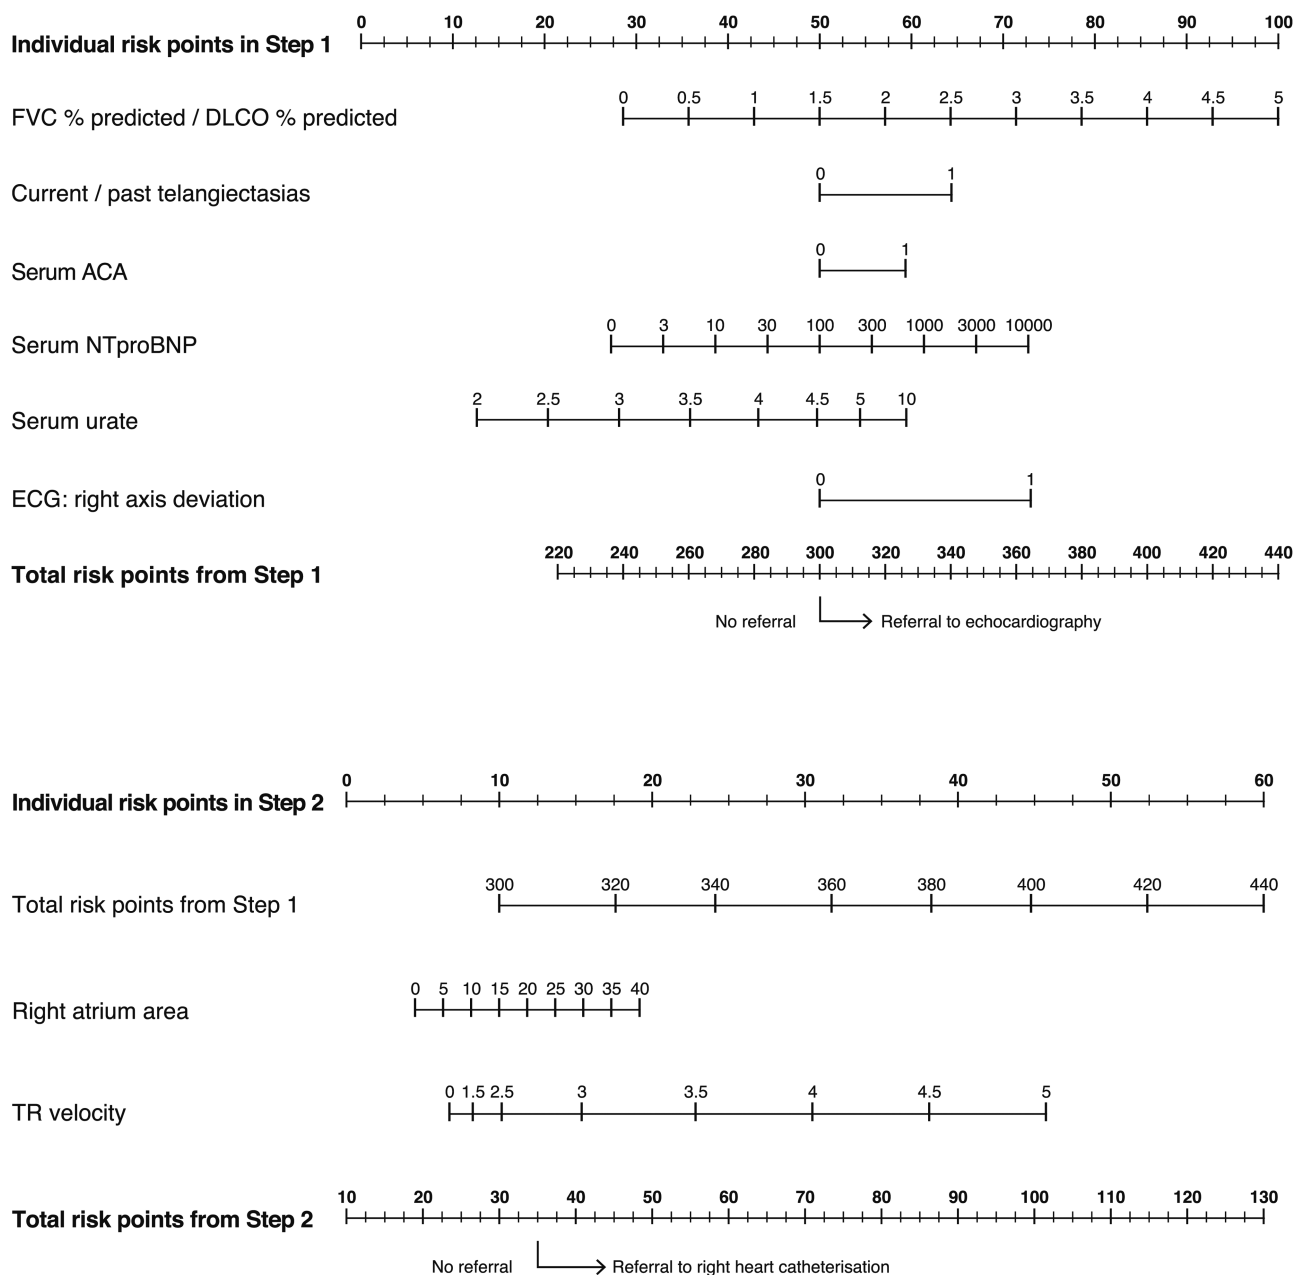 0 10 20 30 40 50 60 70 80 90 100
Individual risk points in Step 1
0 0.5 1 1.5 2 2.5 3 3.5 4 4.5 5
FVC % predicted / DLCO % predicted
0 1
Current / past telangiectasias
0 1
Serum ACA
0 3 10 30 100 300 1000 3000 10000
Serum NTproBNP
2 2.5 3 3.5 4 4.5 5 10
Serum urate
0 1
ECG: right axis deviation
220 240 260 280 300 320 340 360 380 400 420 440
Total risk points from Step 1
No referral Referral to echocardiography
0 10 20 30 40 50 60
Individual risk points in Step 2
300 320 340 360 380 400 420 440
Total risk points from Step 1
0 5 10 15 20 25 30 35 40
Right atrium area
0 1.5 2.5 3 3.5 4 4.5 5
TR velocity
10 20 30 40 50 60 70 80 90 100 110 120 130
Total risk points from Step 2
No referral Referral to right heart catheterisation